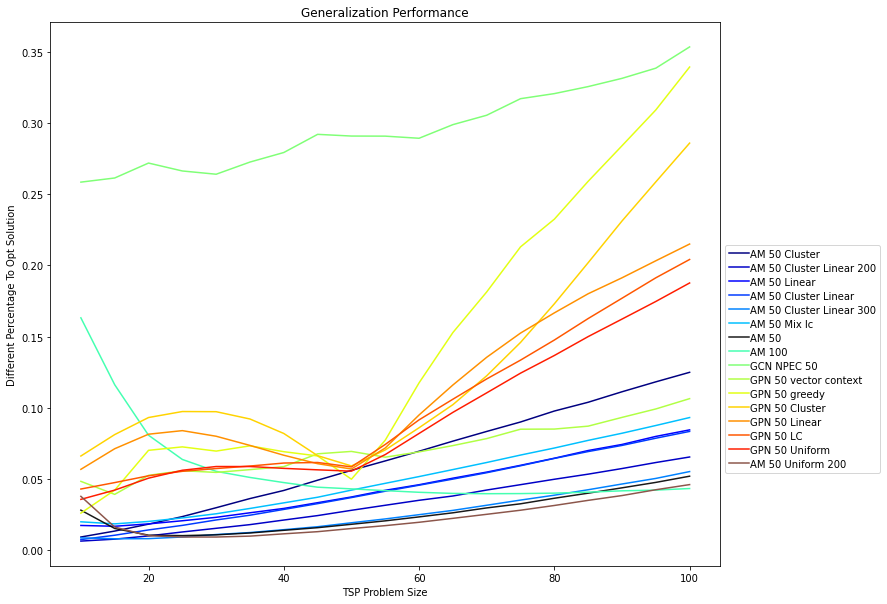 Generalization Performance
0.35
0.30
0.25
0.20
0.15
0.10
0.05
0.00
Different Percentage To Opt Solution
20 40 60 80 100
TSP Problem Size
AM 50 Cluster
AM 50 Cluster Linear 200
AM 50 Linear
AM 50 Cluster Linear
AM 50 Cluster Linear 300
AM 50 Mix lc
AM 50
AM 100
GCN NPEC 50
GPN 50 vector context
GPN 50 greedy
GPN 50 Cluster
GPN 50 Linear
GPN 50 LC
GPN 50 Uniform
AM 50 Uniform 200